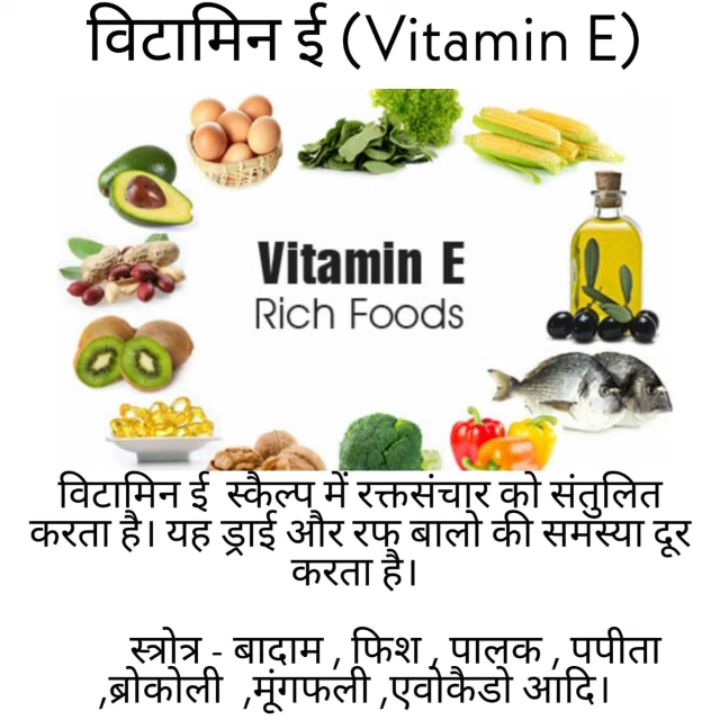 विटामिन ई (Vitamin E)
Vitamin E
Rich Foods
विटामिन ई स्कैल्प में रक्तसंचार को संतुलित
करता है। यह ड्राई और रफ बालो की समस्या दूर
करता है।
स्त्रोत्र - बादाम , फिश , पालक , पपीता
,ब्रोकोली ,मूंगफली ,एवोकैडो आदि।